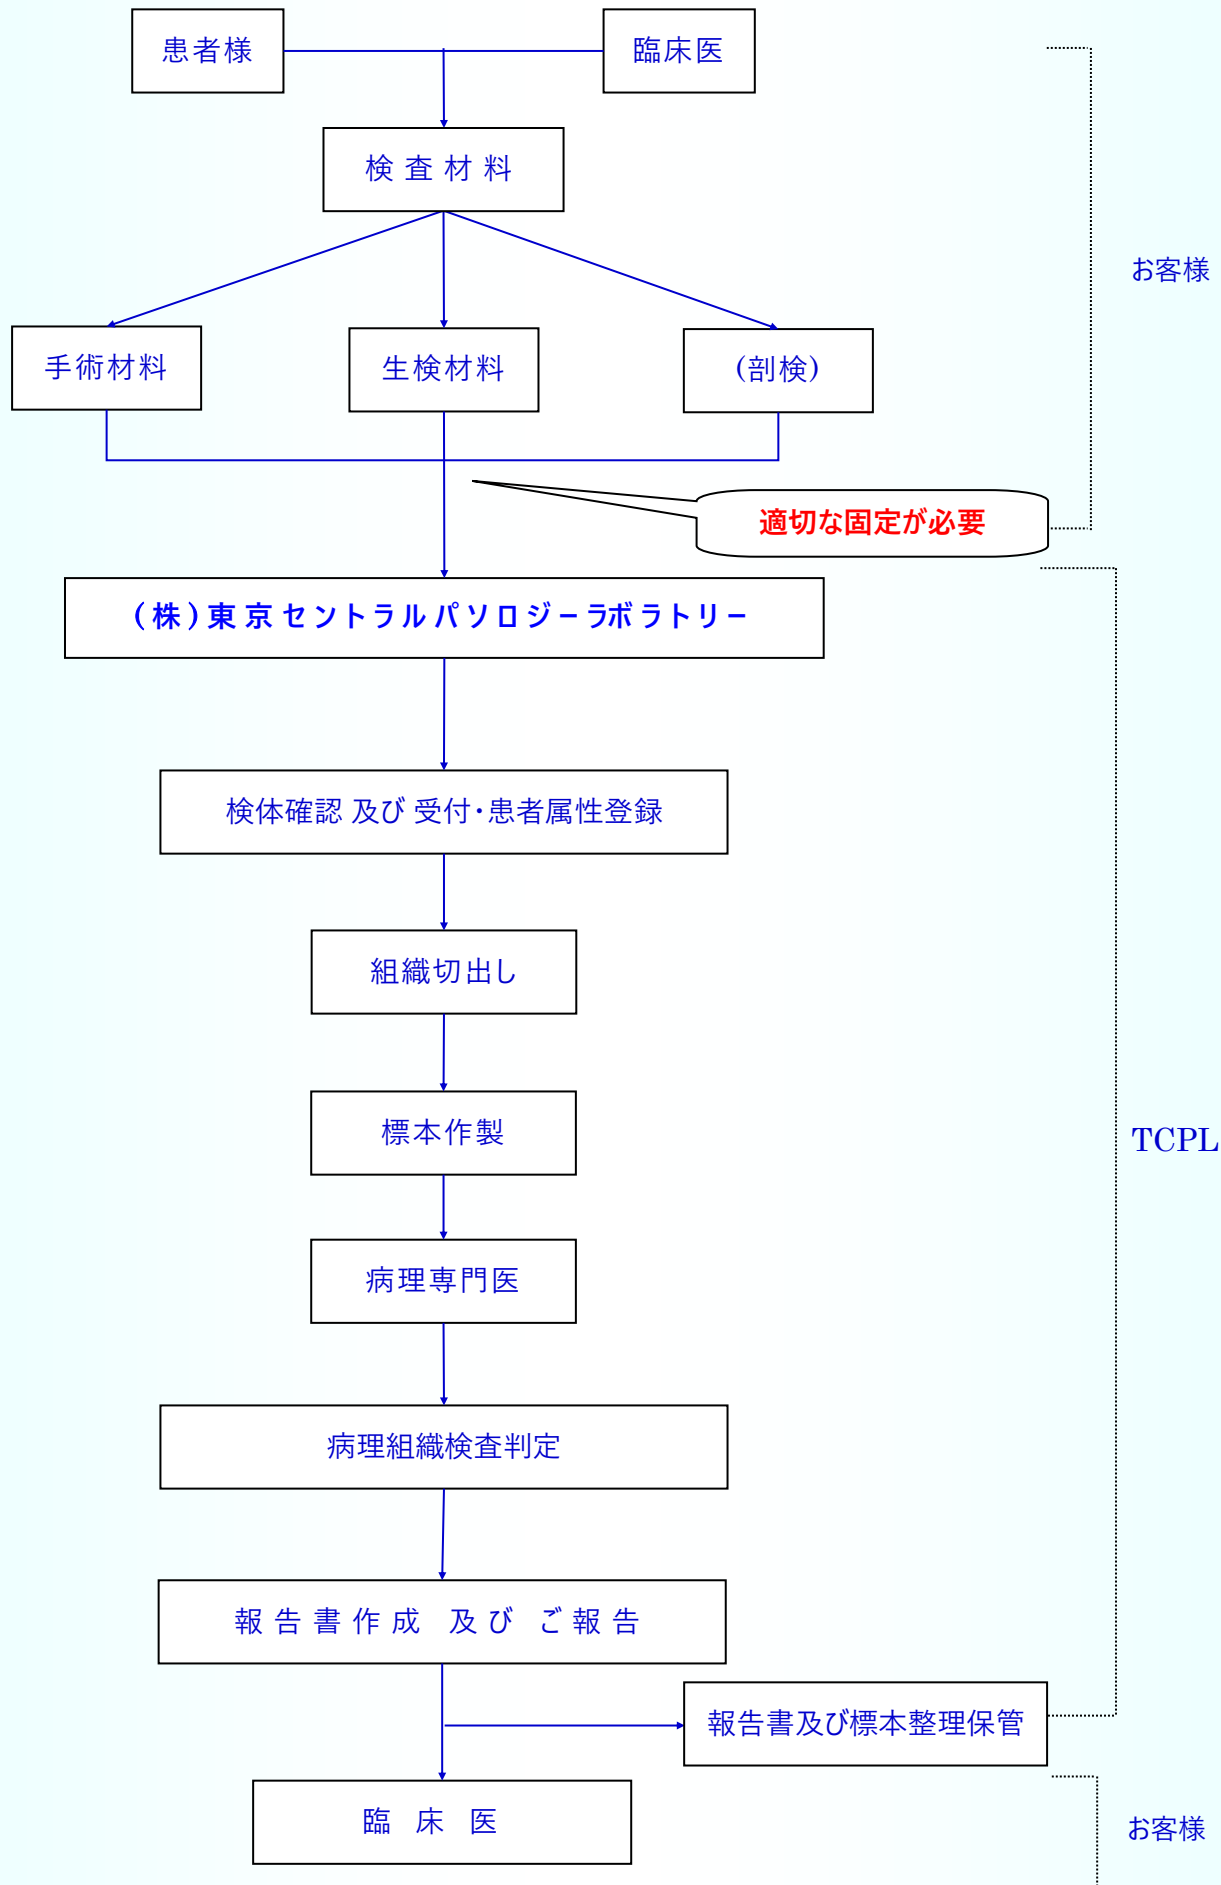 患者様
臨床医
検査材料
お客様
手術材料
生検材料
(剖検)
適切な固定が必要
(株)東京セントラルパソロジーラボラトリー
検体確認 及び 受付・患者属性登録
組織切出し
標本作製
TCPL
病理専門医
病理組織検査判定
報告書作成 及び ご報告
報告書及び標本整理保管
臨床医
お客様